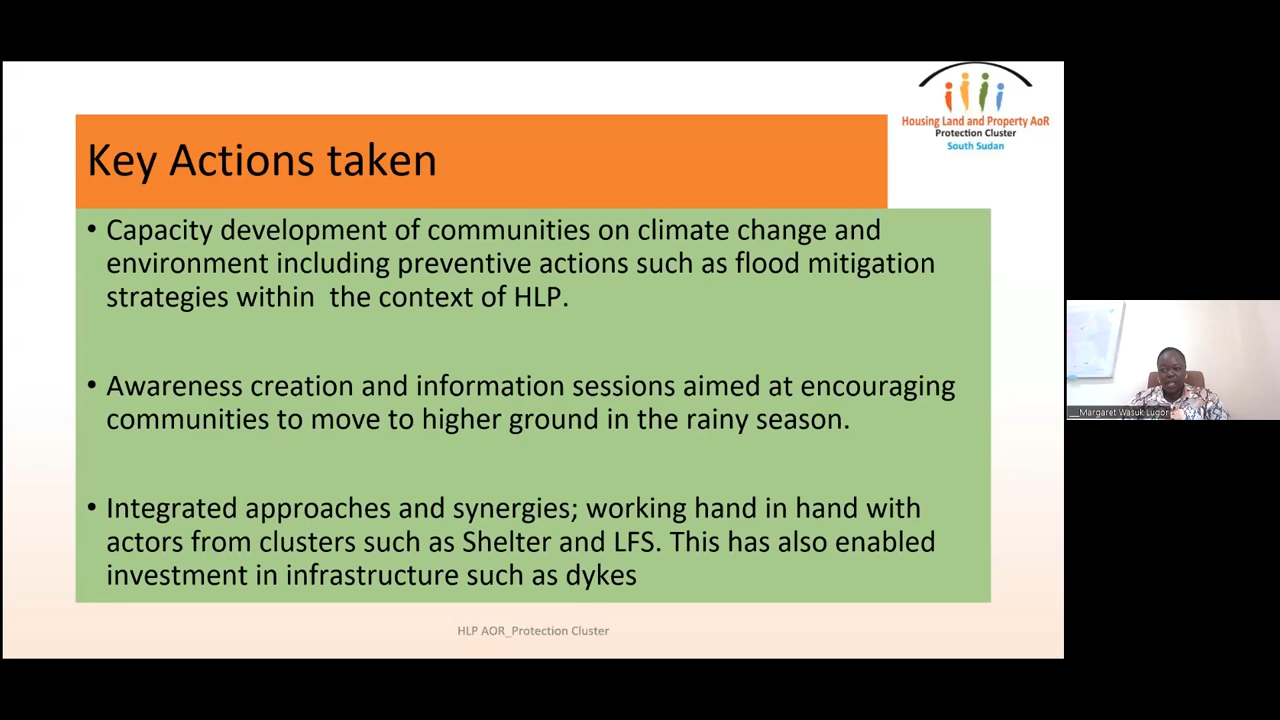 Housing Land and Property AoR
Protection Cluster
South Sudan
Key Actions taken
• Capacity development of communities on climate change and
environment including preventive actions such as flood mitigation
strategies within the context of HLP.
• Awareness creation and information sessions aimed at encouraging
communities to move to higher ground in the rainy season.
• Integrated approaches and synergies; working hand in hand with
actors from clusters such as Shelter and LFS. This has also enabled
investment in infrastructure such as dykes
HLP AOR_Protection Cluster
__Margaret Wasuk Lugor